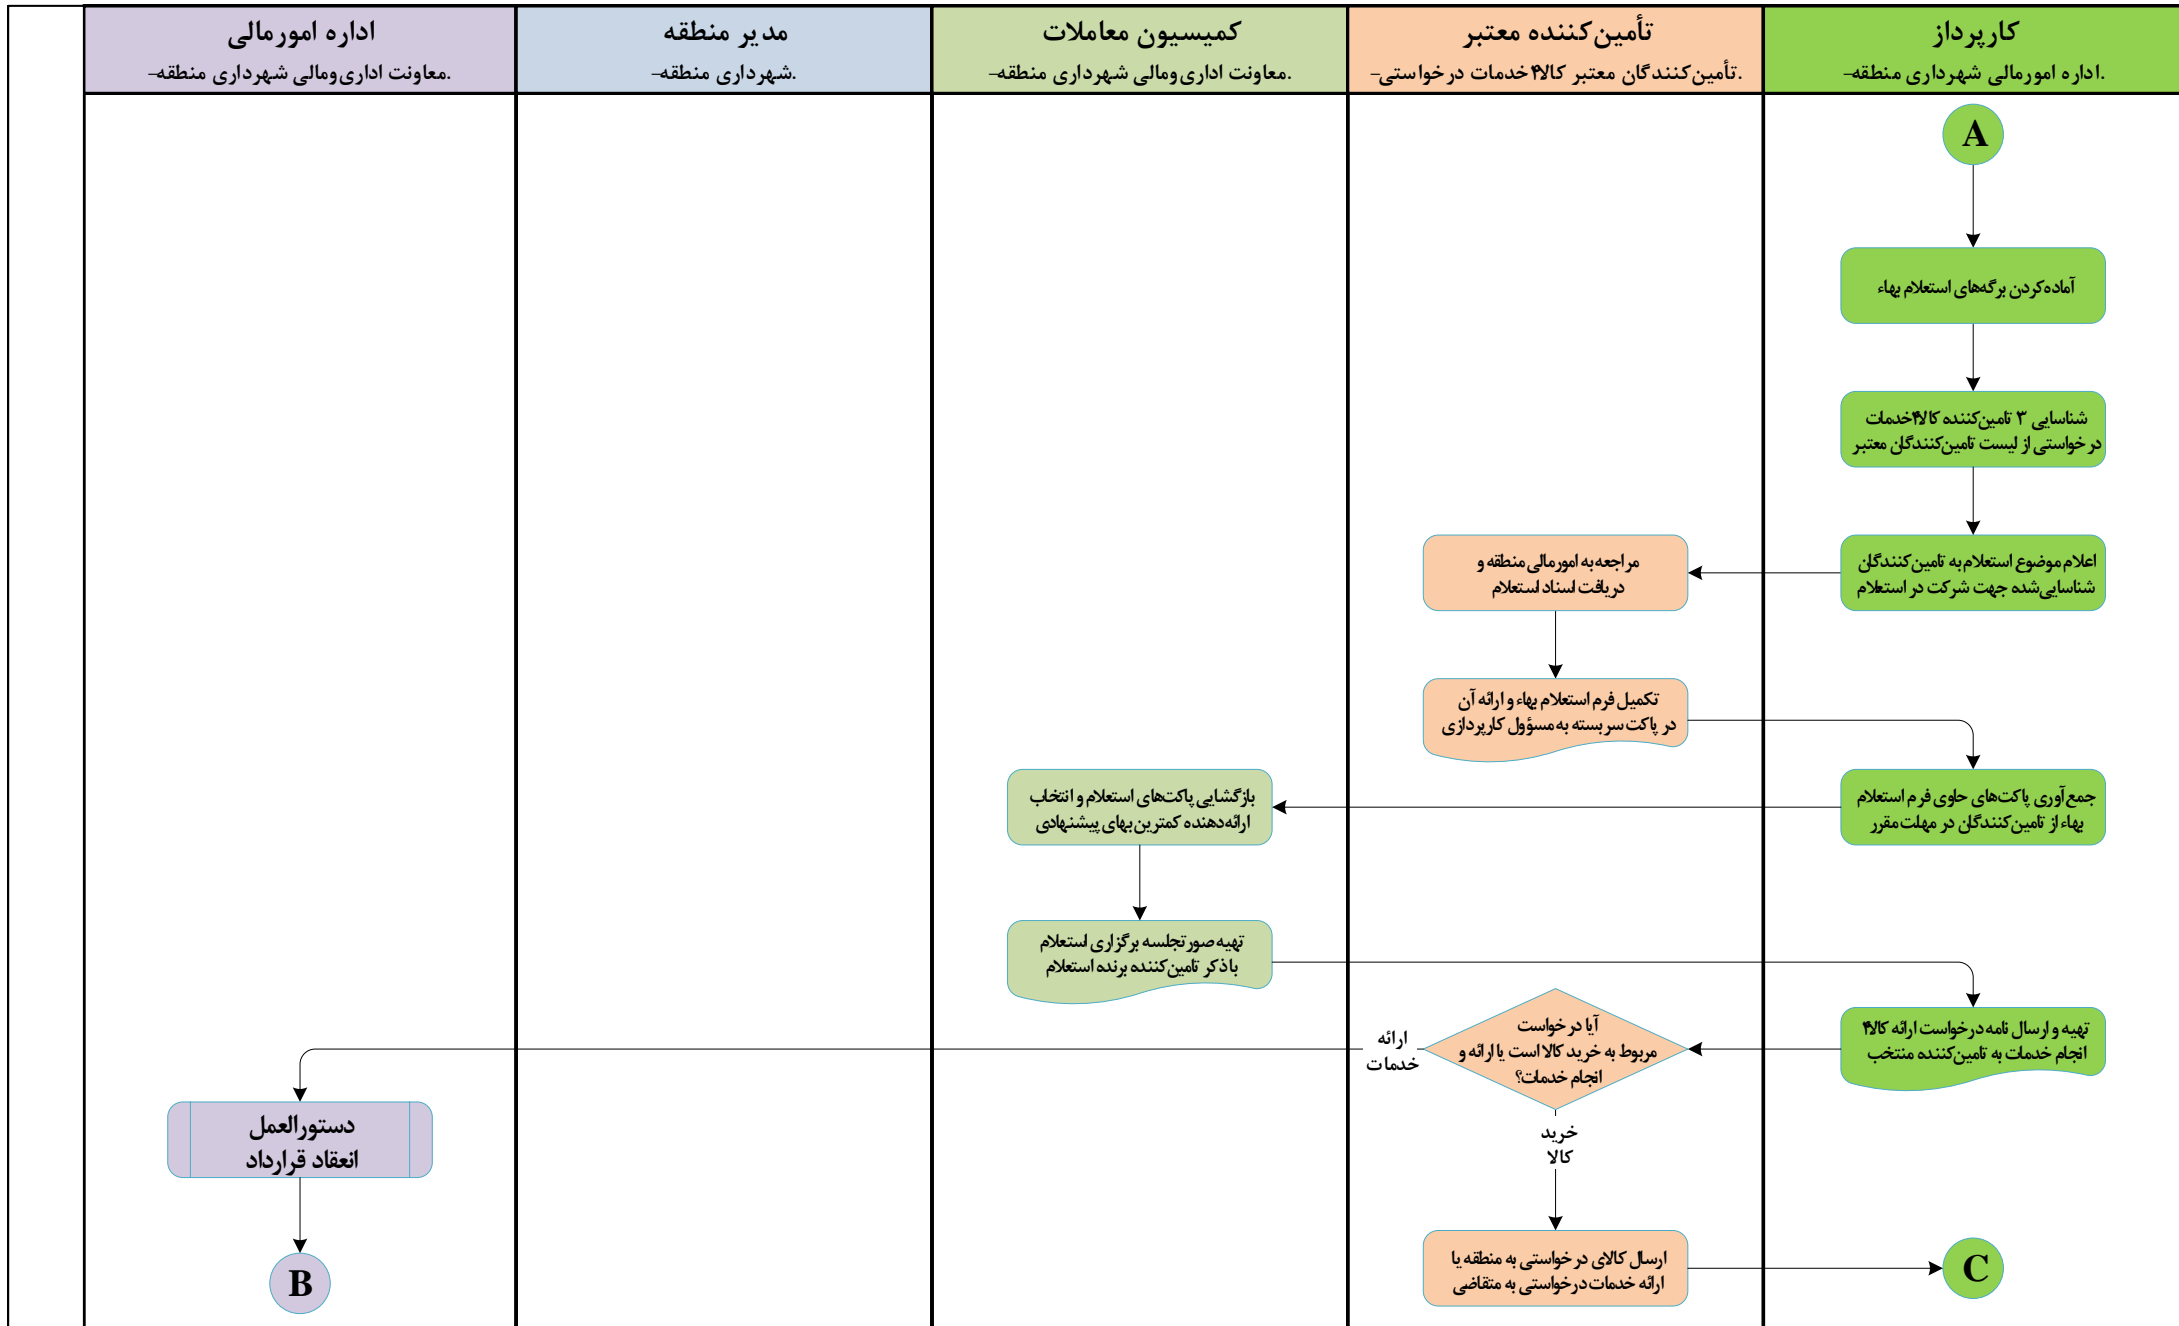 کارپرداز
.اداره امورمالی شهرداری منطقه-
تأمین‌کننده معتبر
.تأمین‌کنندگان معتبر کالا۴خدمات درخواستی-
کمیسیون معاملات
.معاونت اداری‌ومالی شهرداری منطقه-
مدیر منطقه
.شهرداری منطقه-
اداره امورمالی
.معاونت اداری‌ومالی شهرداری منطقه-
A
آماده‌کردن برگه‌های استعلام بهاء
شناسایی ۳ تامین‌کننده کالا۴خدمات
درخواستی از لیست تامین‌کنندگان معتبر
اعلام موضوع استعلام به تامین‌کنندگان
شناسایی‌شده جهت شرکت در استعلام
مراجعه به امورمالی منطقه و
دریافت اسناد استعلام
تکمیل فرم استعلام بهاء و ارائه آن
در پاکت سربسته به مسؤول کارپردازی
جمع‌آوری پاکت‌های حاوی فرم استعلام
بهاء از تامین‌کنندگان در مهلت مقرر
بازگشایی پاکت‌های استعلام و انتخاب
ارائه‌دهنده کمترین بهای پیشنهادی
تهیه صورتجلسه برگزاری استعلام
باذکر تامین‌کننده برنده استعلام
تهیه و ارسال نامه درخواست ارائه کالا۴
انجام خدمات به تامین‌کننده منتخب
آیا درخواست
مربوط به خرید کالا است یا ارائه و
انجام خدمات؟
ارائه
خدمات
خرید
کالا
دستورالعمل
انعقاد قرارداد
B
ارسال کالای درخواستی به منطقه یا
ارائه خدمات درخواستی به متقاضی
C